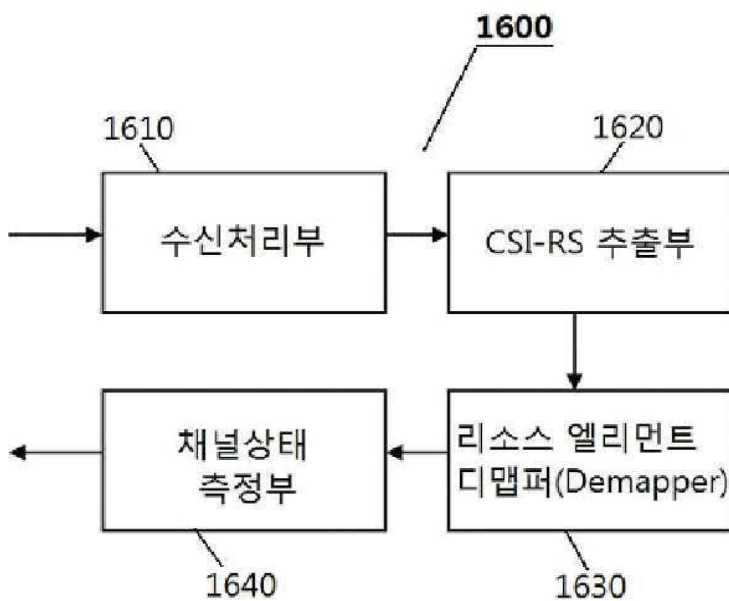 1600
1610
1620
수신처리부
CSI-RS 추출부
채널상태
측정부
리소스 엘리먼트
디맵퍼(Demapper)
1640
1630